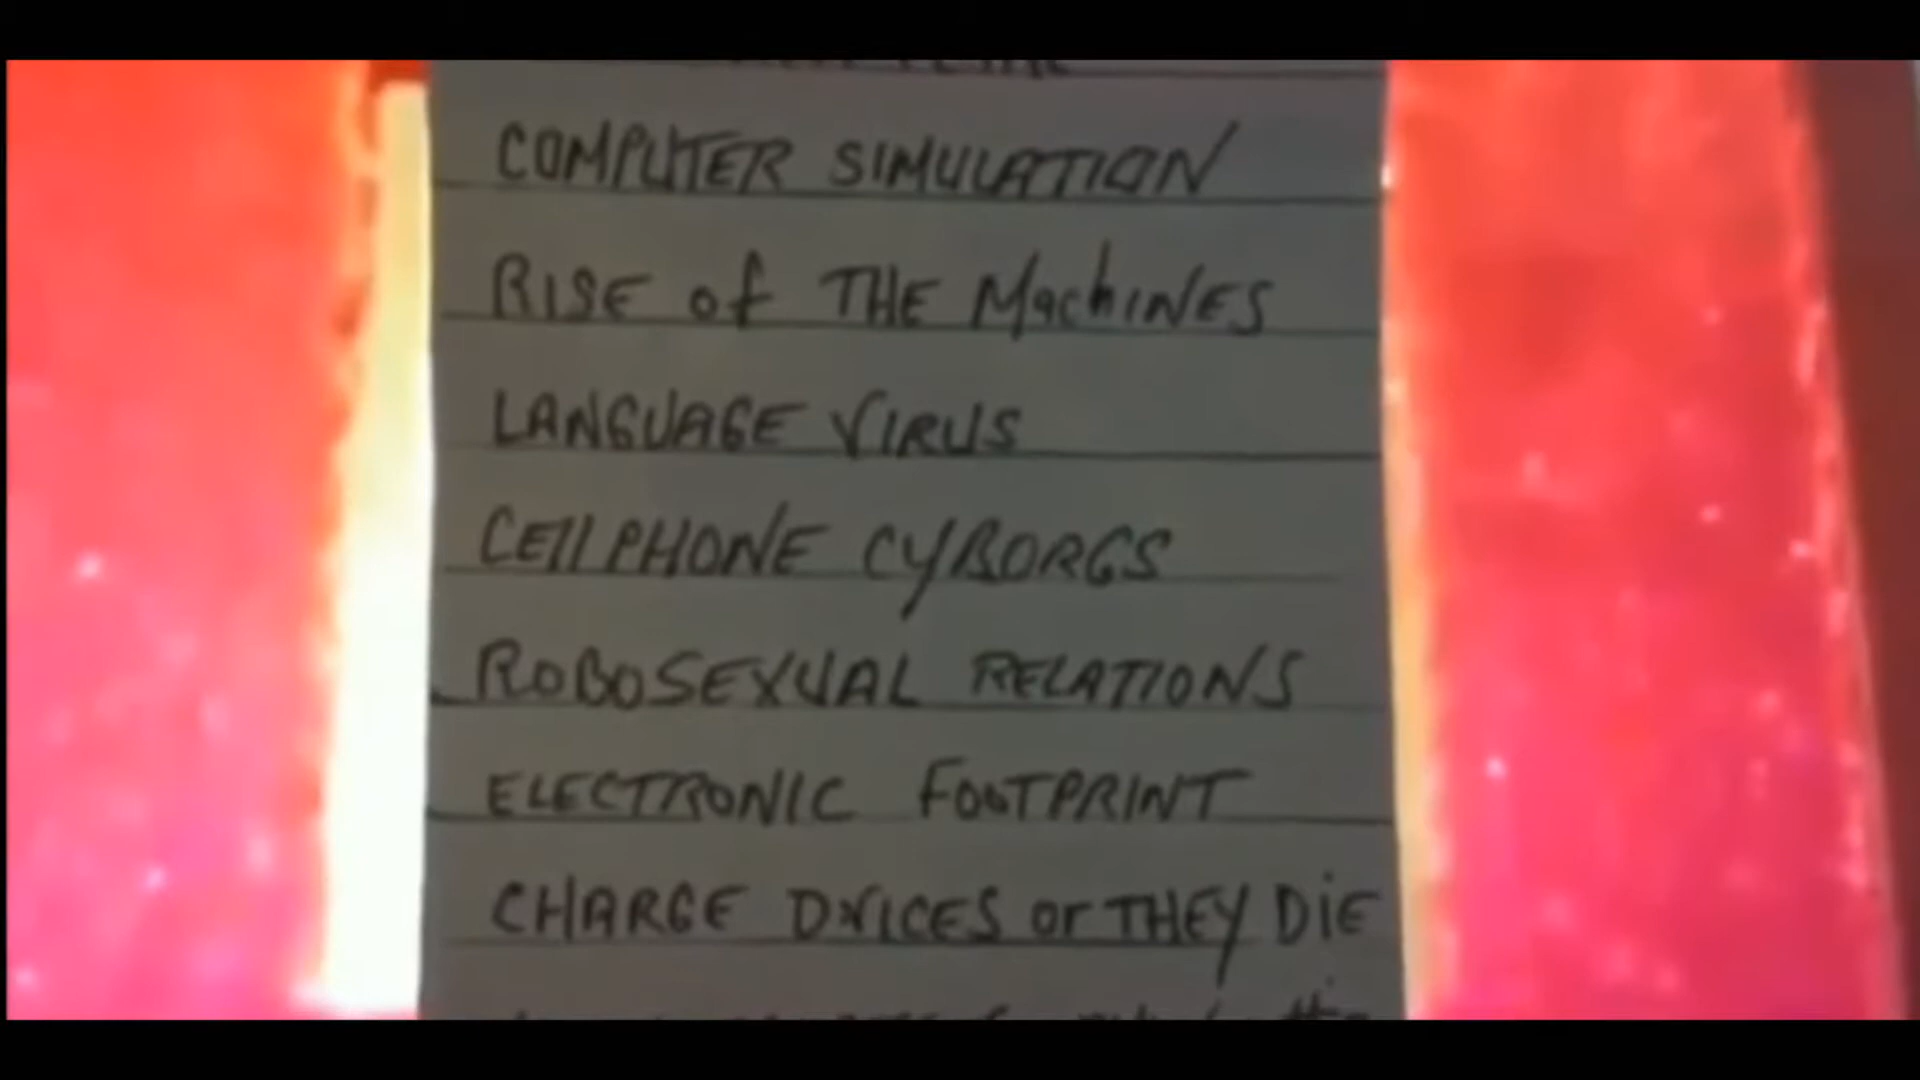 COMPUTER SIMULATION
RISE of THE MachINES
LANGUAGE VIRUS
CEllPHONE CYBORGS
ROBOSEXUAL RELATIONS
ELECTRONIC FOOTPRINT
CHARGE DVICES or THEY DiE